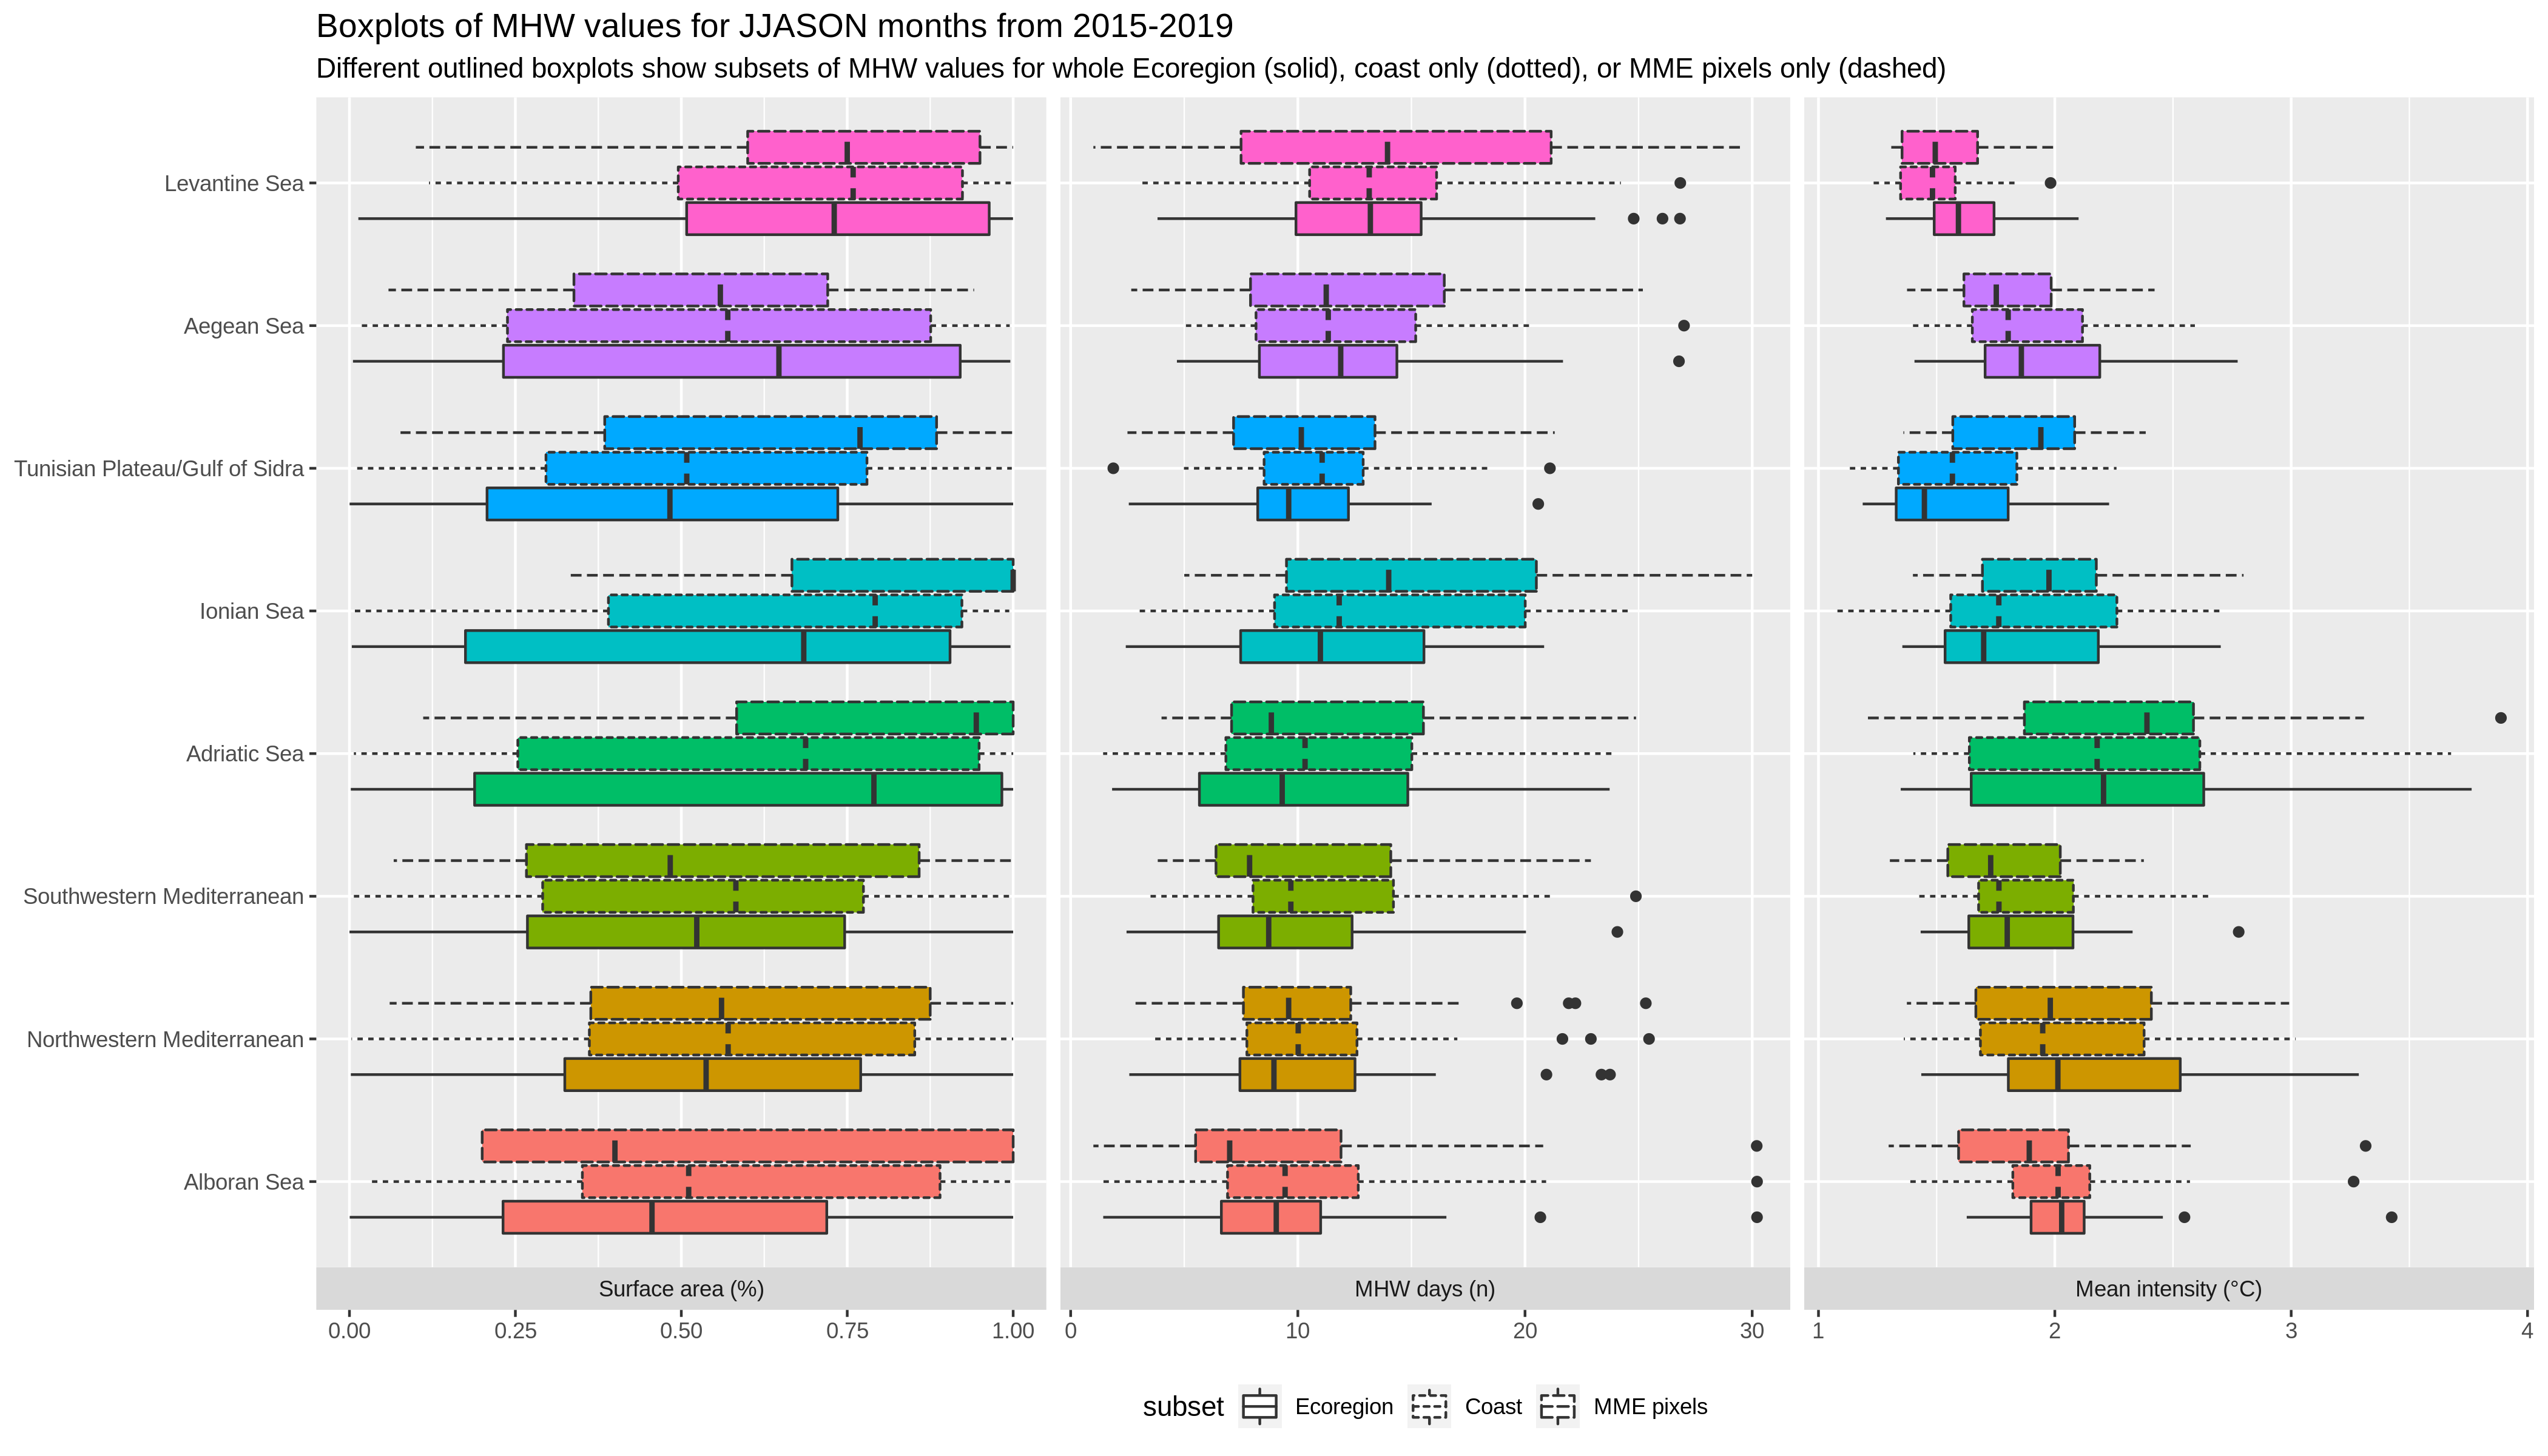 Boxplots of MHW values for JJASON months from 2015-2019
Different outlined boxplots show subsets of MHW values for whole Ecoregion (solid), coast only (dotted), or MME pixels only (dashed)
Levantine Sea
Aegean Sea
Tunisian Plateau/Gulf of Sidra
Ionian Sea
Adriatic Sea
Southwestern Mediterranean
Northwestern Mediterranean
Alboran Sea
Surface area (%) MHW days (n) Mean intensity (°C)
0.00 0.25 0.50 0.75 1.00 0 10 20 30 1 2 3 4
subset Ecoregion Coast MME pixels